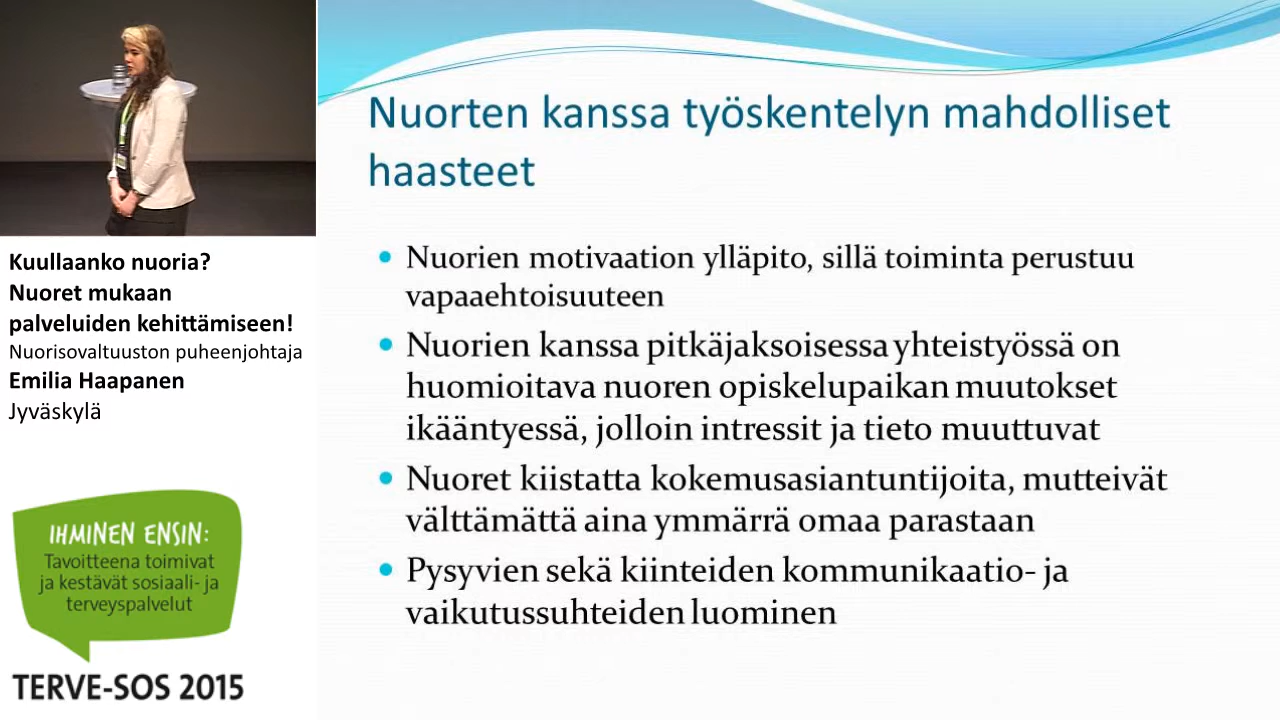 Kuullaanko nuoria?
Nuoret mukaan
palveluiden kehittämiseen!
Nuorisovaltuuston puheenjohtaja
Emilia Haapanen
Jyväskylä
IHMINEN ENSIN:
Tavoitteena toimivat
ja kestävät sosiaali- ja
terveyspalvelut
TERVE-SOS 2015
Nuorten kanssa työskentelyn mahdolliset
haasteet
• Nuorien motivaation ylläpito, sillä toiminta perustuu
vapaaehtoisuuteen
• Nuorien kanssa pitkäjaksoisessa yhteistyössä on
huomioitava nuoren opiskelupaikan muutokset
ikääntyessä, jolloin intressit ja tieto muuttuvat
• Nuoret kiistatta kokemusasiantuntijoita, mutteivät
välttämättä aina ymmärrä omaa parastaan
• Pysyvien sekä kiinteiden kommunikaatio- ja
vaikutussuhteiden luominen